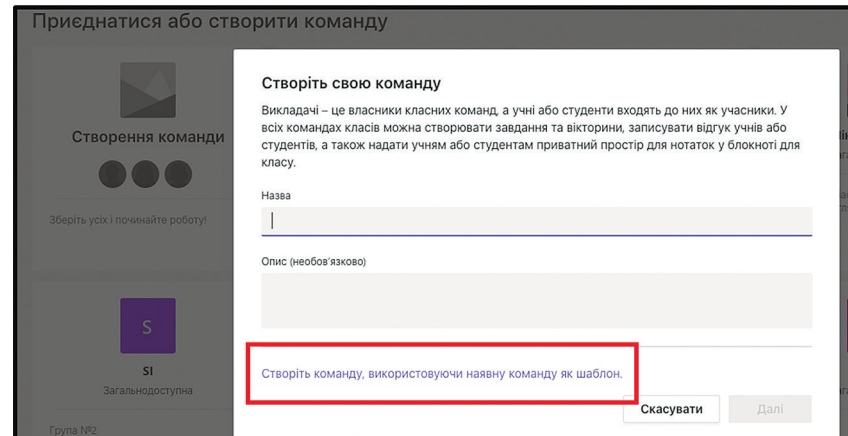 Приєднатися або створити команду
Створення команди
Зберіть усіх і починайте роботу!
S
SI
Загальнодоступна
Група №2
Створіть свою команду
Викладачі – це власники класних команд, а учні або студенти входять до них як учасники. У
всіх командах класів можна створювати завдання та вікторини, записувати відгук учнів або
студентів, а також надати учням або студентам приватний простір для нотаток у блокноті для
класу.
Назва
Опис (необов'язково)
Створіть команду, використовуючи наявну команду як шаблон.
Скасувати
Далі